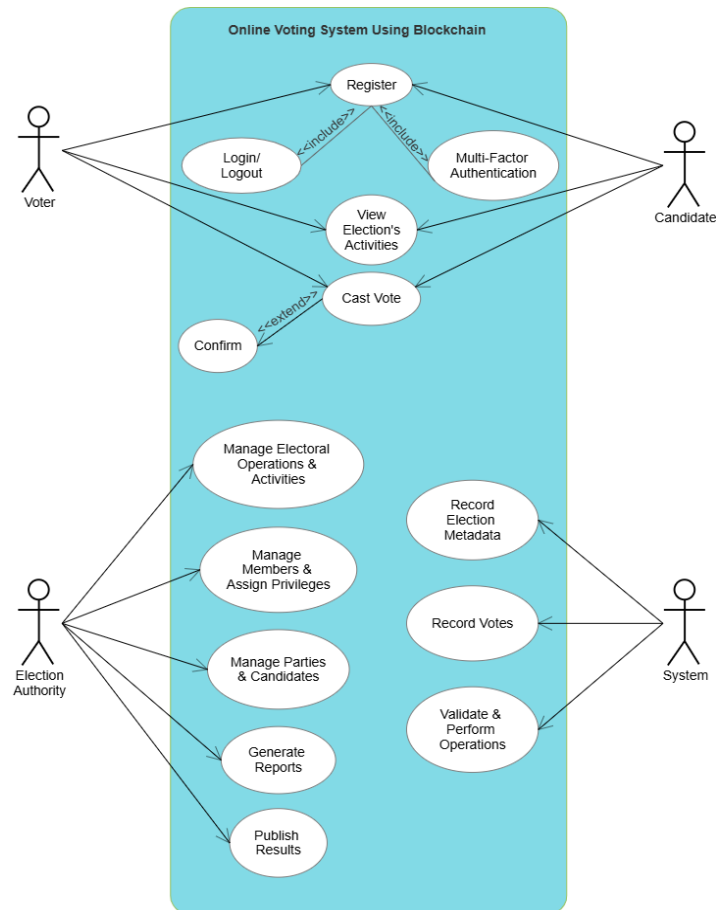 Online Voting System Using Blockchain
Register
<<include>>
<<include>>
Login/
Logout
Multi-Factor
Authentication
Voter
Candidate
View
Election's
Activities
Cast Vote
<<extend>>
Confirm
Manage Electoral
Operations &
Activities
Record
Election
Metadata
Manage
Members &
Assign Privileges
Election
Authority
Record Votes
System
Manage Parties
& Candidates
Validate &
Perform
Operations
Generate
Reports
Publish
Results